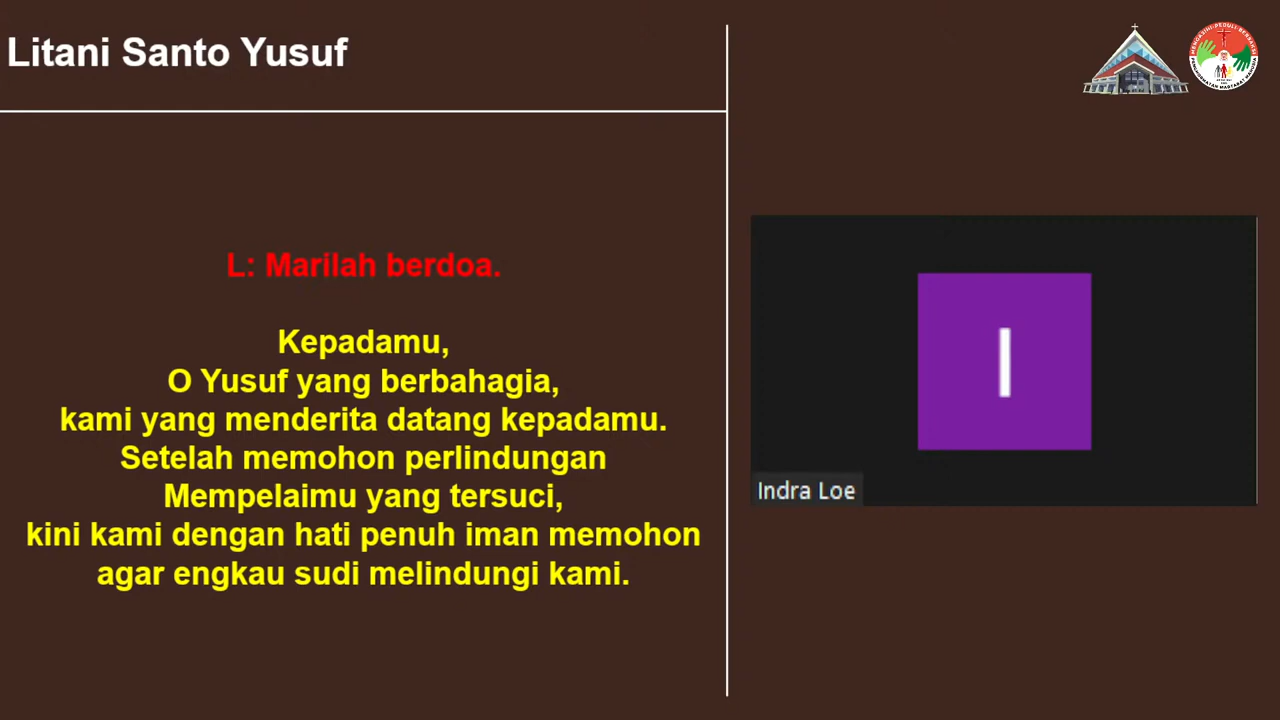 Litani Santo Yusuf
L: Marilah berdoa.
Kepadamu,
O Yusuf yang berbahagia,
kami yang menderita datang kepadamu.
Setelah memohon perlindungan
Mempelaimu yang tersuci,
kini kami dengan hati penuh iman memohon
agar engkau sudi melindungi kami.
I
Indra Loe